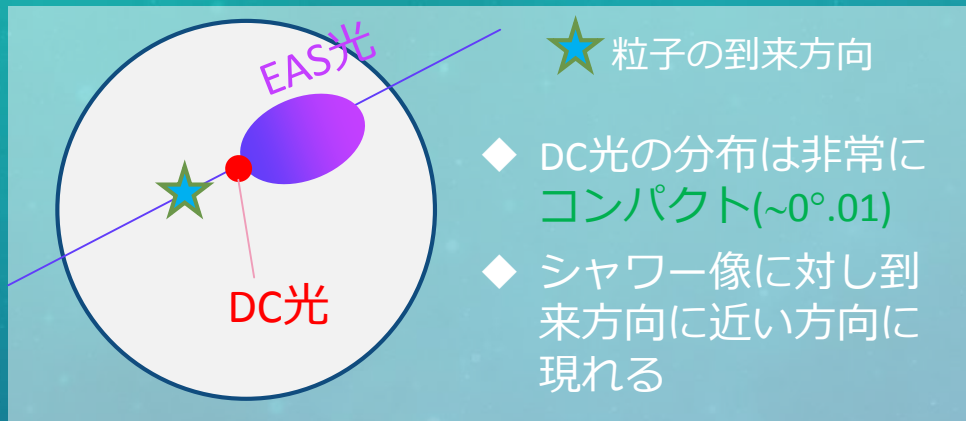 EAS光
DC光
粒子の到来方向
◆ DC光の分布は非常に
コンパクト(~0°.01)
◆ シャワー像に対し到
来方向に近い方向に
現れる